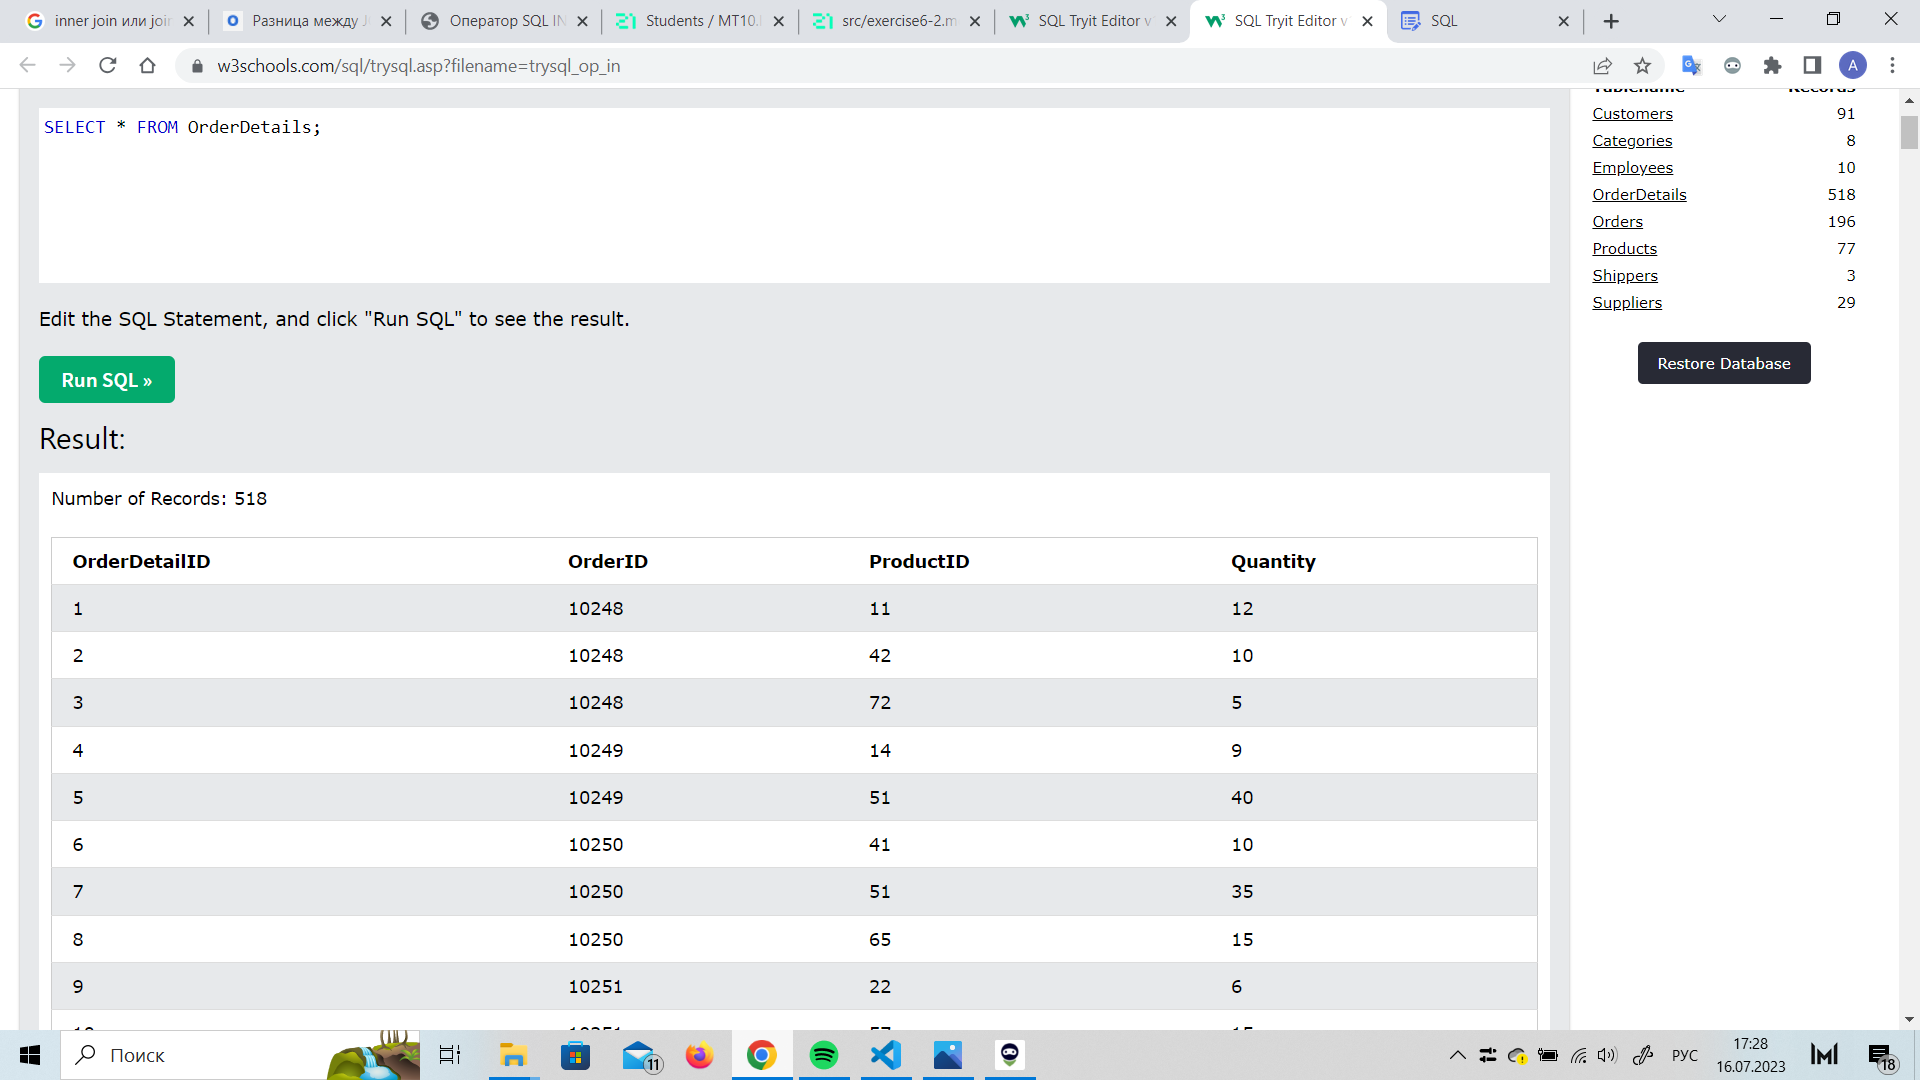 inner join или join
Разница между J
Оператор SQL IN
Students / MT10.
src/exercise6-2.m
SQL Tryit Editor v
SQL Tryit Editor v
SQL
w3schools.com/sql/trysql.asp?filename=trysql_op_in
A
SELECT * FROM OrderDetails;
Edit the SQL Statement, and click "Run SQL" to see the result.
Run SQL »
Result:
Number of Records: 518
OrderDetailID OrderID ProductID Quantity
1 10248 11 12
2 10248 42 10
3 10248 72 5
4 10249 14 9
5 10249 51 40
6 10250 41 10
7 10250 51 35
8 10250 65 15
9 10251 22 6
10 10251 57 15
Tablename Records
Customers 91
Categories 8
Employees 10
OrderDetails 518
Orders 196
Products 77
Shippers 3
Suppliers 29
Restore Database
Поиск
11
РУС
17:28
16.07.2023
18